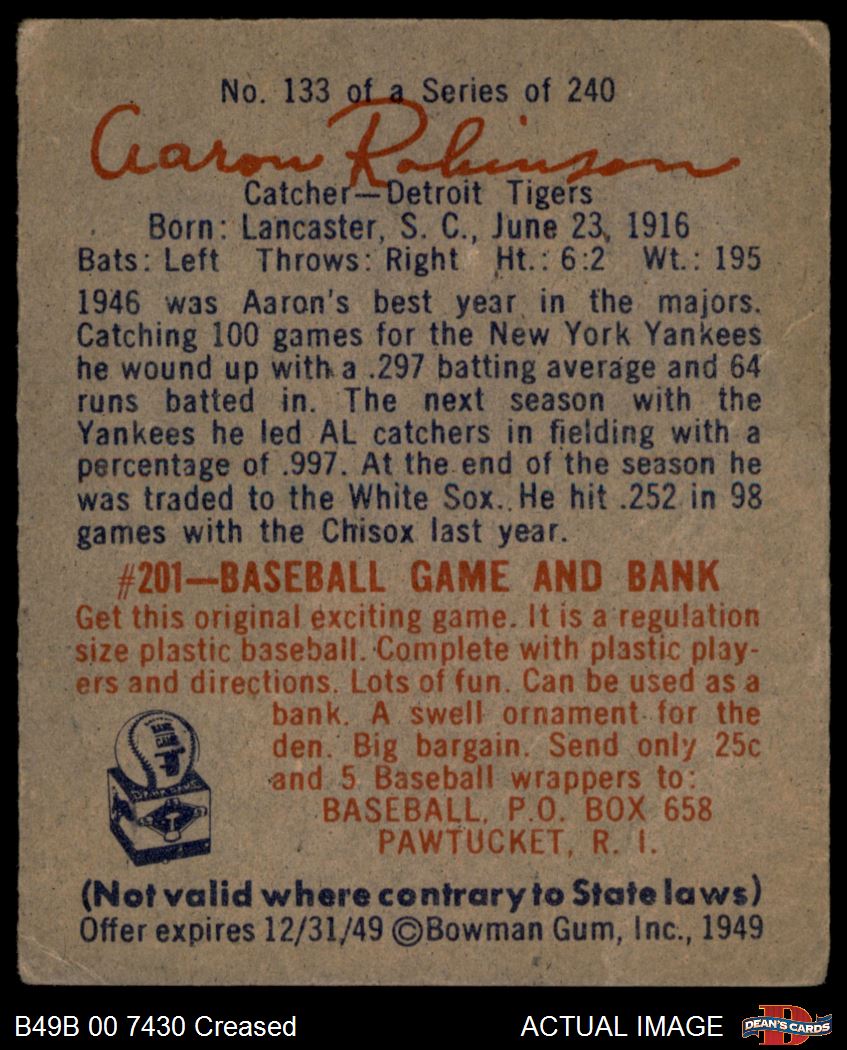 No. 133 of a Series of 240
Aaron Robinson
Catcher—Detroit Tigers
Born: Lancaster, S. C., June 23, 1916
Bats: Left Throws: Right Ht.: 6:2 Wt.: 195
1946 was Aaron's best year in the majors.
Catching 100 games for the New York Yankees
he wound up with a .297 batting average and 64
runs batted in. The next season with the
Yankees he led AL catchers in fielding with a
percentage of .997. At the end of the season he
was traded to the White Sox. He hit .252 in 98
games with the Chisox last year.
#201—BASEBALL GAME AND BANK
Get this original exciting game. It is a regulation
size plastic baseball. Complete with plastic play-
ers and directions. Lots of fun. Can be used as a
bank. A swell ornament for the
den. Big bargain. Send only 25c
and 5 Baseball wrappers to:
BASEBALL, P.O. BOX 658
PAWTUCKET, R. I.
(Not valid where contrary to State laws)
Offer expires 12/31/49 ©Bowman Gum, Inc., 1949
B49B 00 7430 Creased
ACTUAL IMAGE
DEAN'S CARDS